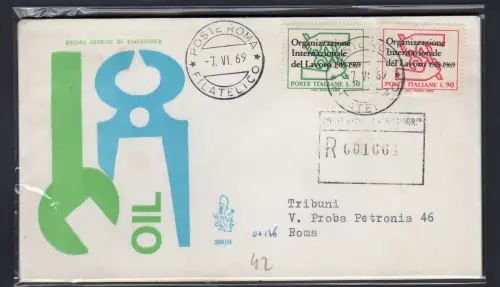 PRIMO GIORNO DI EMISSIONE
POSTE ROMA
-7. VI. 69
FILATELICO
Organizzazione
Internazionale
del Lavoro 1919-1969
POSTE ITALIANE L. 50
Organizzazione
Internazionale
del Lavoro 1919-1969
POSTE ITALIANE L. 90
R
OIL
Tribuni
V. Proba Petronia 46
Roma
42